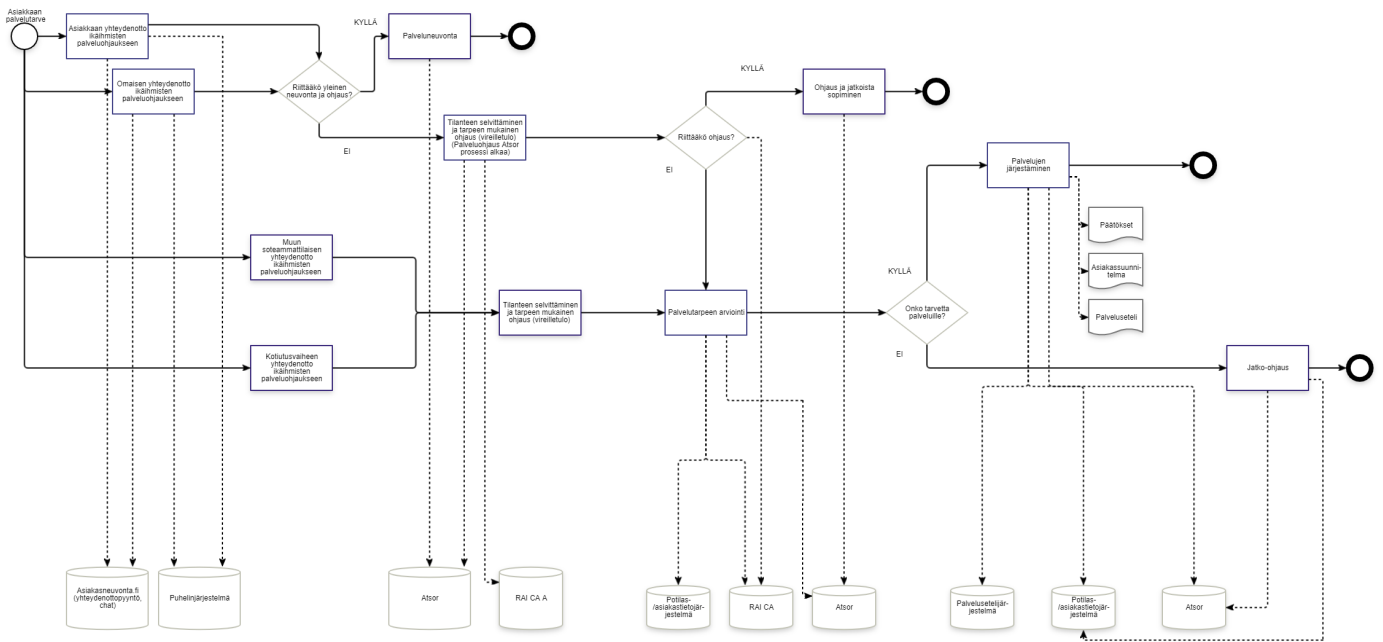 Asiakkaan
palvelutarve
Asiakkaan yhteydenotto
ikäihmisten
palveluohjaukseen
Omaisen yhteydenotto
ikäihmisten
palveluohjaukseen
Riittääkö yleinen
neuvonta ja ohjaus?
KYLLÄ
Palveluneuvonta
EI
Tilanteen selvittäminen
ja tarpeen mukainen
ohjaus (vireilletulo)
(Palveluohjaus Atsor
prosessi alkaa)
Riittääkö ohjaus?
KYLLÄ
Ohjaus ja jatkoista
sopiminen
EI
Muun
soteammattilaisen
yhteydenotto
ikäihmisten
palveluohjaukseen
Kotiutusvaiheen
yhteydenotto
ikäihmisten
palveluohjaukseen
Tilanteen selvittäminen
ja tarpeen mukainen
ohjaus (vireilletulo)
Palvelutarpeen arviointi
Onko tarvetta
palveluille?
KYLLÄ
Palvelujen
järjestäminen
Päätökset
Asiakassuunni-
telma
Palveluseteli
EI
Jatko-ohjaus
Asiakasneuvonta.fi
(yhteydenottopyyntö,
chat)
Puhelinjärjestelmä
Atsor
RAI CA A
Potilas-
/asiakastietojär-
jestelmä
RAI CA
Atsor
Palvelusetelijär-
jestelmä
Potilas-
/asiakastietojär-
jestelmä
Atsor